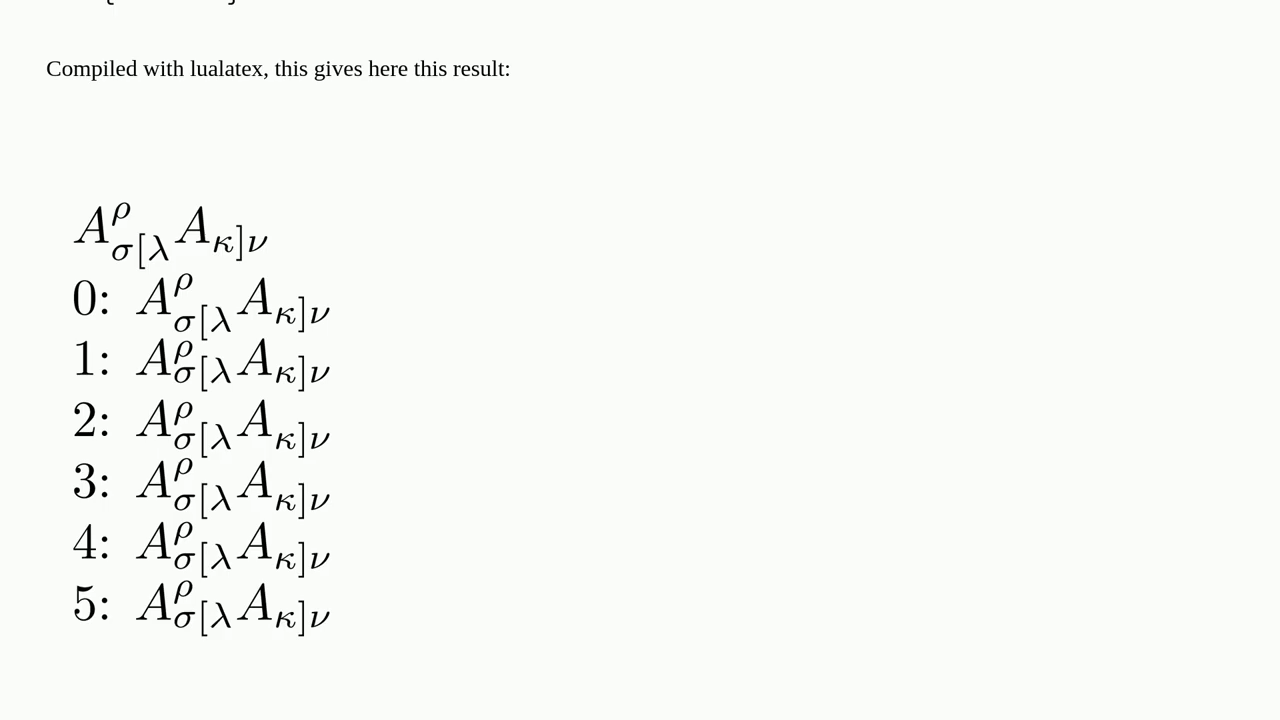 Compiled with lualatex, this gives here this result:
A^ρ_{σ[λ} A_{κ]ν}
0: A^ρ_{σ[λ} A_{κ]ν}
1: A^ρ_{σ[λ} A_{κ]ν}
2: A^ρ_{σ[λ} A_{κ]ν}
3: A^ρ_{σ[λ} A_{κ]ν}
4: A^ρ_{σ[λ} A_{κ]ν}
5: A^ρ_{σ[λ} A_{κ]ν}